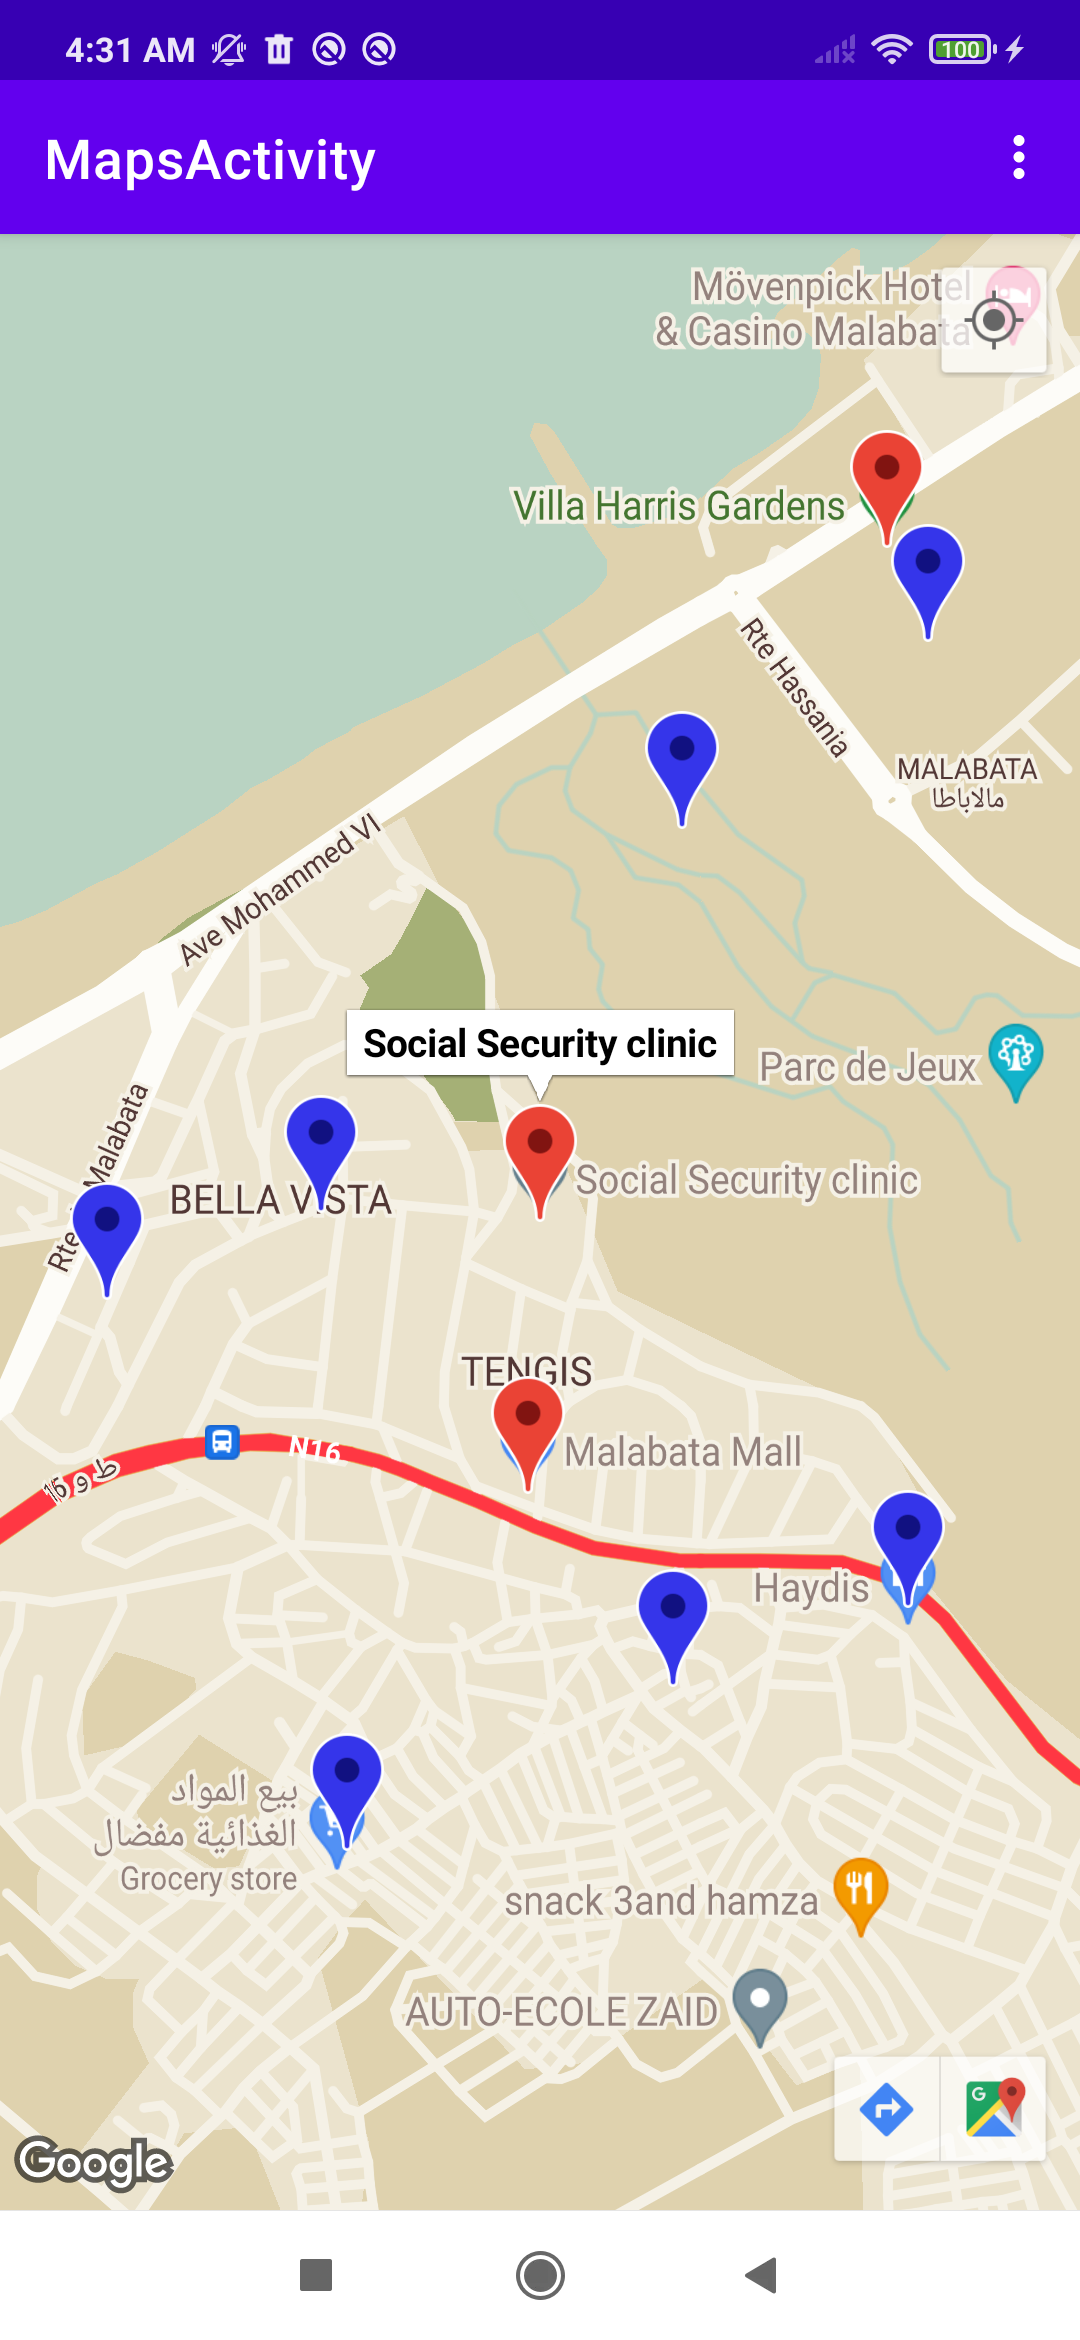 4:31 AM
100
MapsActivity
Mövenpick Hotel
& Casino Malabata
Villa Harris Gardens
Rte Hassania
MALABATA
مالاباطا
Ave Mohammed VI
Social Security clinic
Parc de Jeux
Rte Malabata
Social Security clinic
BELLA VISTA
TENGIS
Malabata Mall
N16
ط و 16
Haydis
بيع المواد
الغذائية مفضال
Grocery store
snack 3and hamza
AUTO-ECOLE ZAID
G
Google